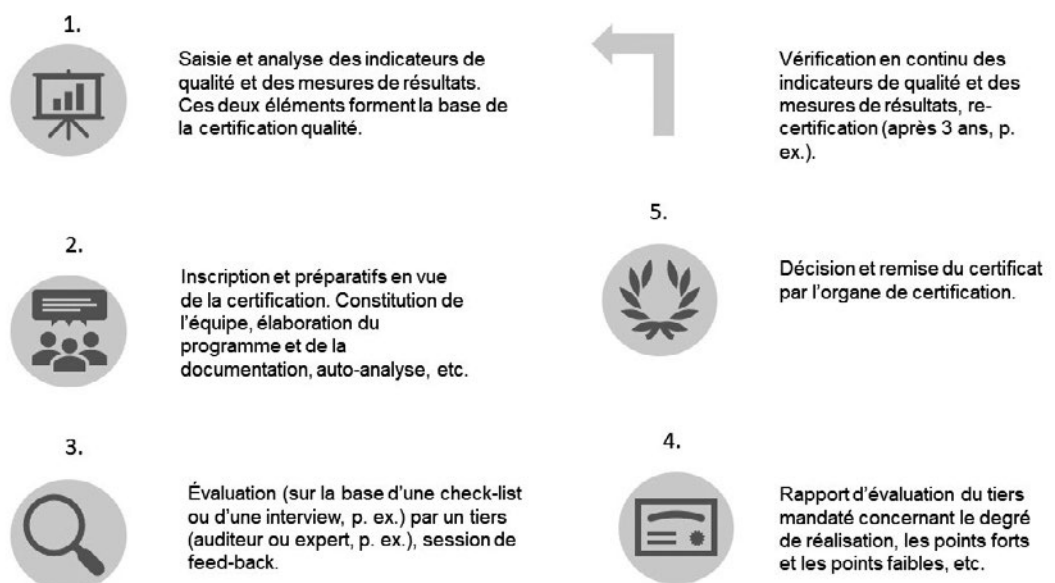 1.
Saisie et analyse des indicateurs de
qualité et des mesures de résultats.
Ces deux éléments forment la base de
la certification qualité.
2.
Inscription et préparatifs en vue
de la certification. Constitution de
l'équipe, élaboration du
programme et de la
documentation, auto-analyse, etc.
3.
Évaluation (sur la base d'une check-list
ou d'une interview, p. ex.) par un tiers
(auditeur ou expert, p. ex.), session de
feed-back.
4.
Rapport d'évaluation du tiers
mandaté concernant le degré
de réalisation, les points forts
et les points faibles, etc.
5.
Décision et remise du certificat
par l'organe de certification.
Vérification en continu des
indicateurs de qualité et des
mesures de résultats, re-
certification (après 3 ans, p.
ex.).